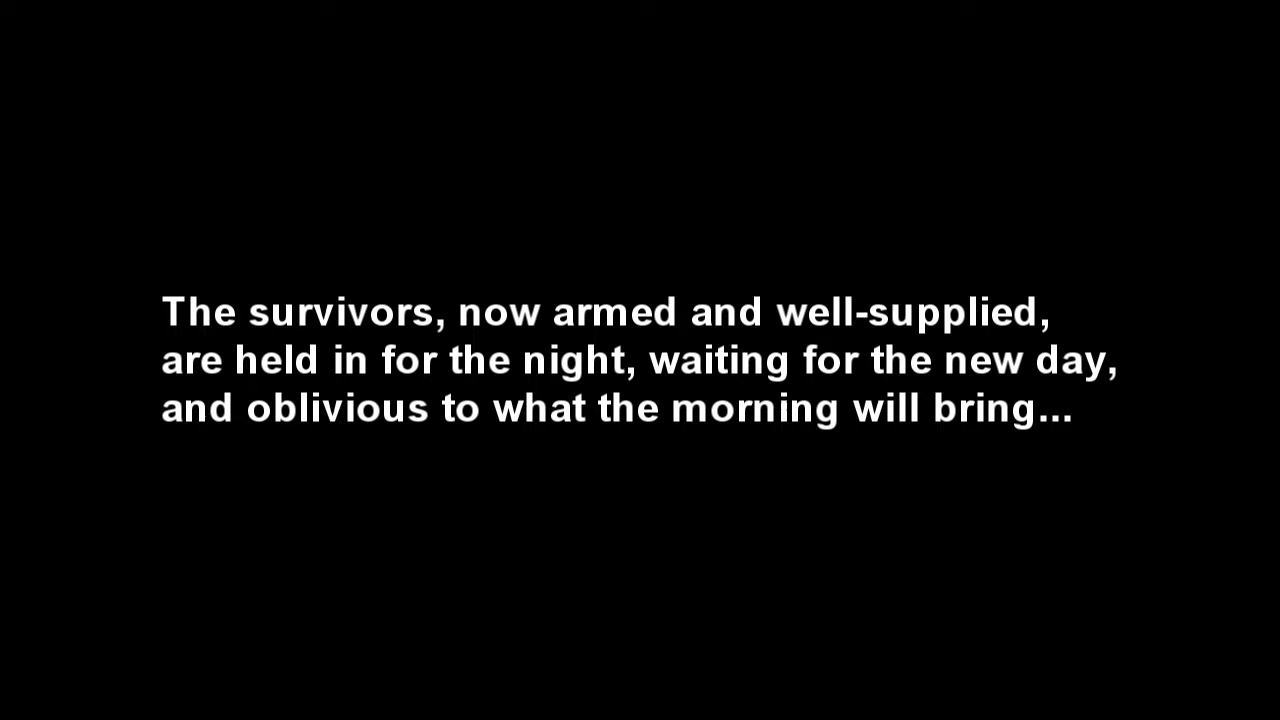 The survivors, now armed and well-supplied,
are held in for the night, waiting for the new day,
and oblivious to what the morning will bring...